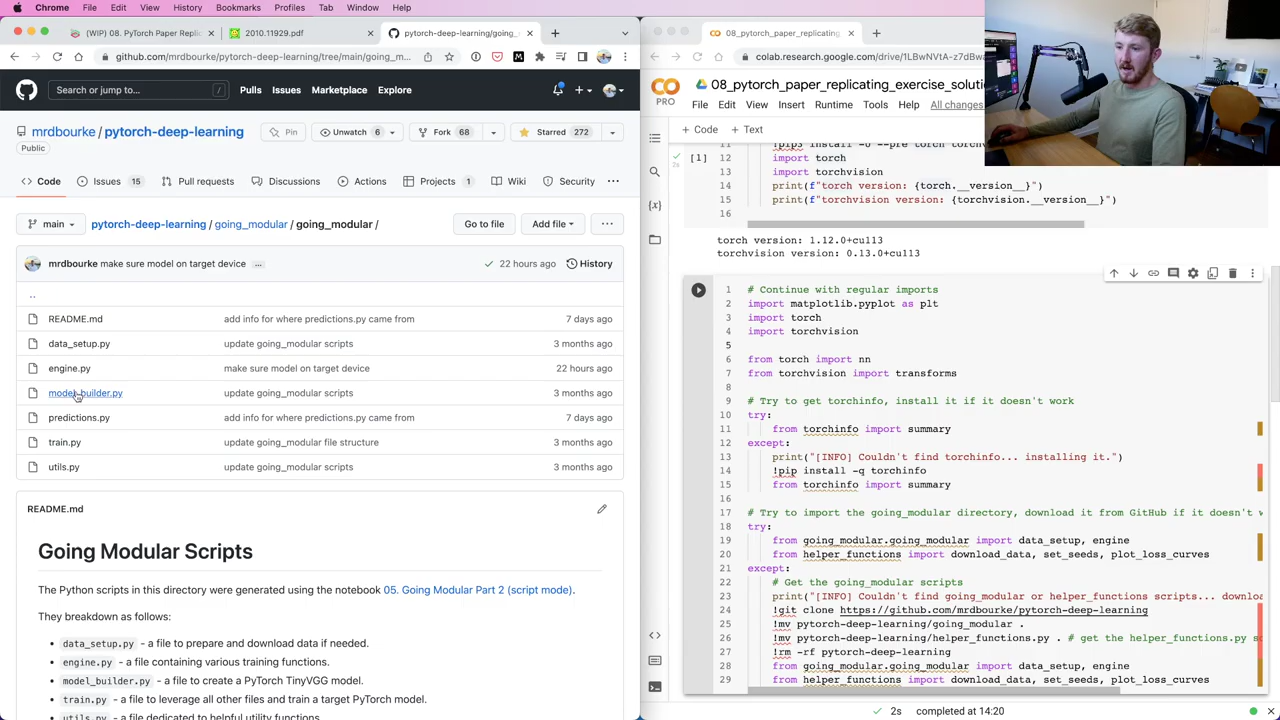 Chrome File Edit View History Bookmarks Profiles Tab Window Help
(WIP) 08. PyTorch Paper Repli
2010.11929.pdf
pytorch-deep-learning/going_
08_pytorch_paper_replicating_
github.com/mrdbourke/pytorch-deep-learning/tree/main/going_m...
Search or jump to...
/
Pulls Issues Marketplace Explore
mrdbourke / pytorch-deep-learning
Pin
Unwatch 6
Fork 68
Starred 272
Public
Code
Issues 15
Pull requests
Discussions
Actions
Projects 1
Wiki
Security
main
pytorch-deep-learning / going_modular / going_modular /
Go to file
Add file
mrdbourke make sure model on target device
22 hours ago
History
..
README.md add info for where predictions.py came from 7 days ago
data_setup.py update going_modular scripts 3 months ago
engine.py make sure model on target device 22 hours ago
model_builder.py update going_modular scripts 3 months ago
predictions.py add info for where predictions.py came from 7 days ago
train.py update going_modular file structure 3 months ago
utils.py update going_modular scripts 3 months ago
README.md
Going Modular Scripts
The Python scripts in this directory were generated using the notebook 05. Going Modular Part 2 (script mode).
They breakdown as follows:
data_setup.py - a file to prepare and download data if needed.
engine.py - a file containing various training functions.
model_builder.py - a file to create a PyTorch TinyVGG model.
train.py - a file to leverage all other files and train a target PyTorch model.
utils.py - a file dedicated to helpful utility functions.
colab.research.google.com/drive/1LBwNVtA-z7dBw
PRO
08_pytorch_paper_replicating_exercise_soluti
File Edit View Insert Runtime Tools Help All changes
+ Code + Text
[1]
2s
11 !pip3 install -U --pre torch torchv
12 import torch
13 import torchvision
14 print(f"torch version: {torch.__version__}")
15 print(f"torchvision version: {torchvision.__version__}")
16
torch version: 1.12.0+cu113
torchvision version: 0.13.0+cu113
1 # Continue with regular imports
2 import matplotlib.pyplot as plt
3 import torch
4 import torchvision
5
6 from torch import nn
7 from torchvision import transforms
8
9 # Try to get torchinfo, install it if it doesn't work
10 try:
11 from torchinfo import summary
12 except:
13 print("[INFO] Couldn't find torchinfo... installing it.")
14 !pip install -q torchinfo
15 from torchinfo import summary
16
17 # Try to import the going_modular directory, download it from GitHub if it doesn't w
18 try:
19 from going_modular.going_modular import data_setup, engine
20 from helper_functions import download_data, set_seeds, plot_loss_curves
21 except:
22 # Get the going_modular scripts
23 print("[INFO] Couldn't find going_modular or helper_functions scripts... downloa
24 !git clone https://github.com/mrdbourke/pytorch-deep-learning
25 !mv pytorch-deep-learning/going_modular .
26 !mv pytorch-deep-learning/helper_functions.py . # get the helper_functions.py sc
27 !rm -rf pytorch-deep-learning
28 from going_modular.going_modular import data_setup, engine
29 from helper_functions import download_data, set_seeds, plot_loss_curves
2s completed at 14:20